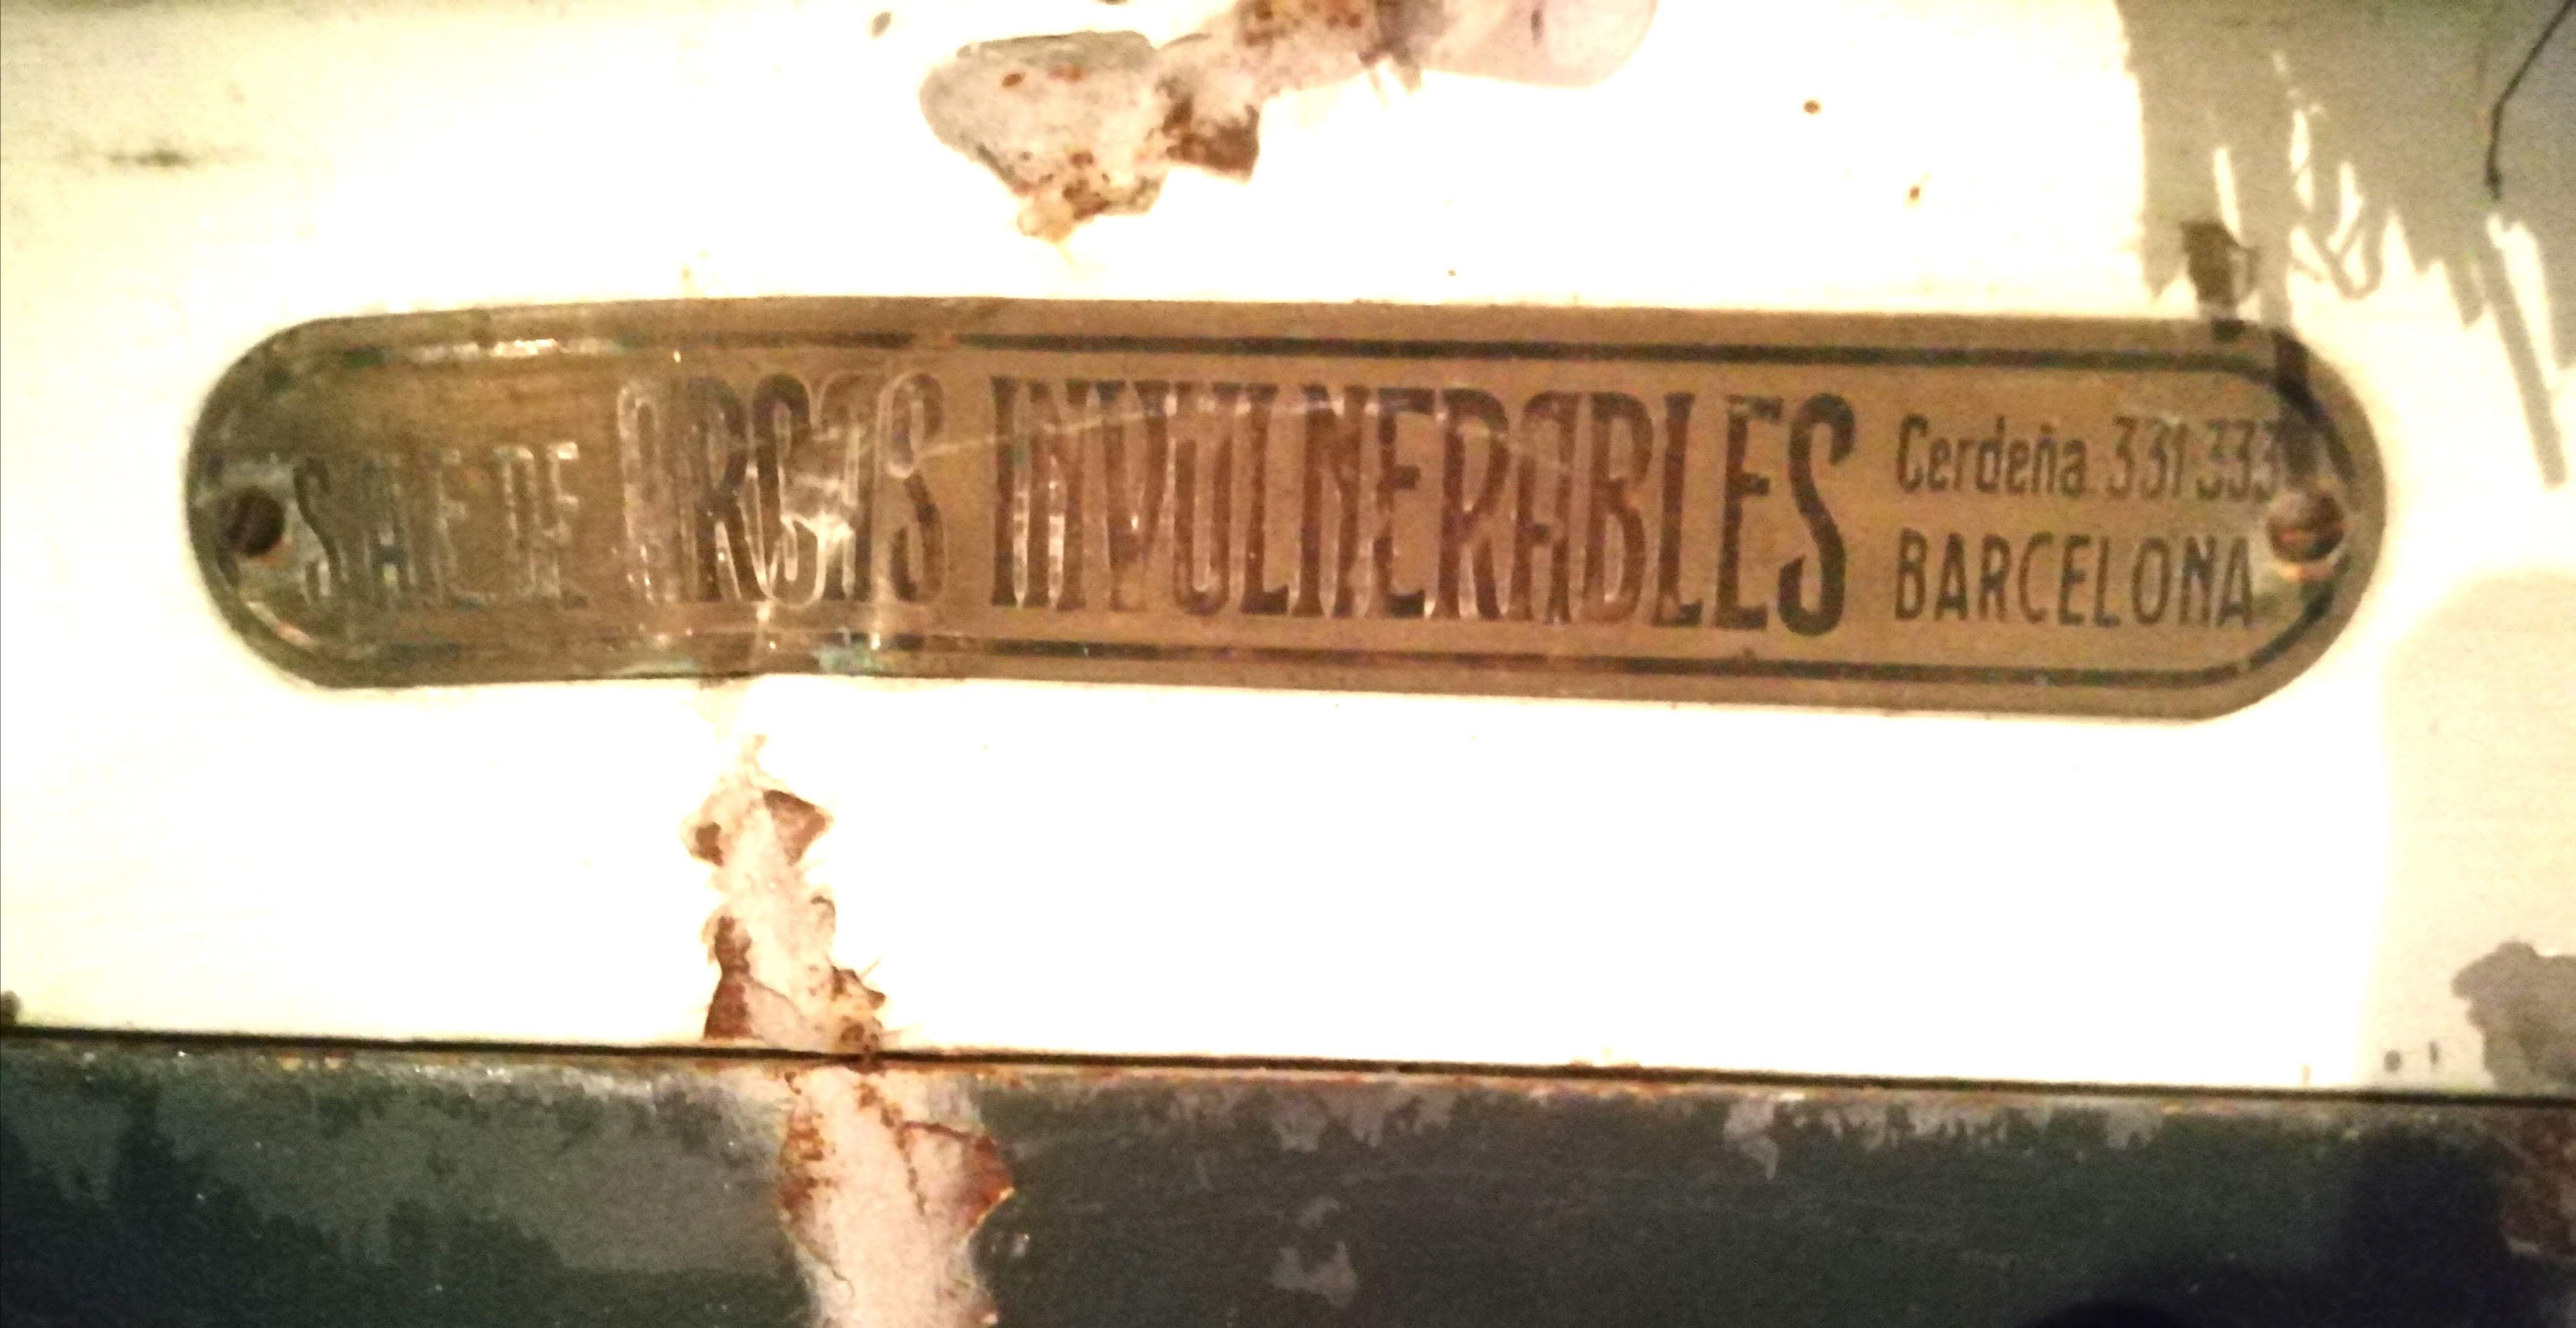 S.A.E. DE ARCAS INVULNERABLES
Cerdeña 331 333
BARCELONA